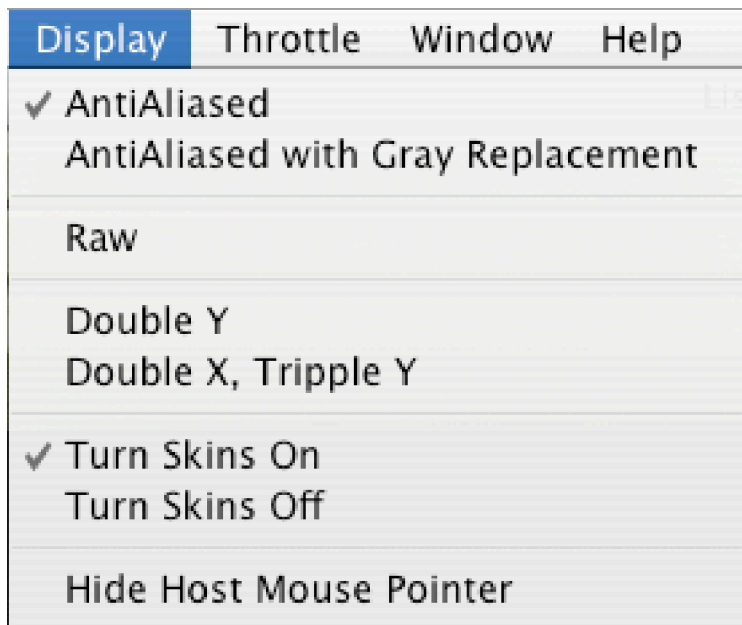 Display Throttle Window Help
✓ AntiAliased
AntiAliased with Gray Replacement
Raw
Double Y
Double X, Tripple Y
✓ Turn Skins On
Turn Skins Off
Hide Host Mouse Pointer